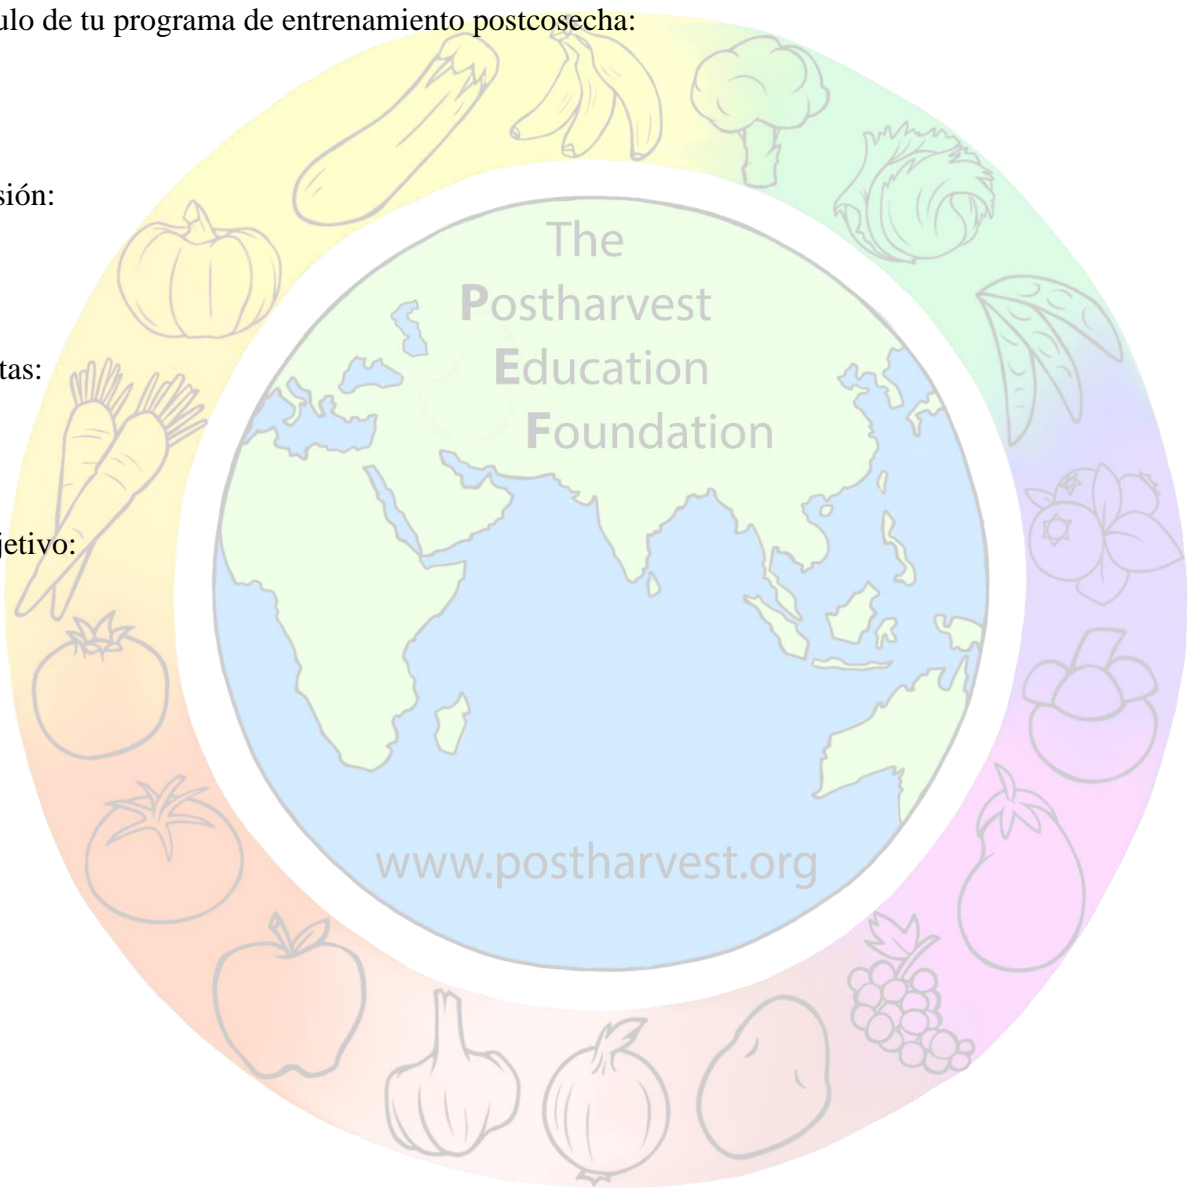 ulo de tu programa de entrenamiento postcosecha:
sión:
The
Postharvest
tas:
Education
Foundation
jetivo:
www.postharvest.org